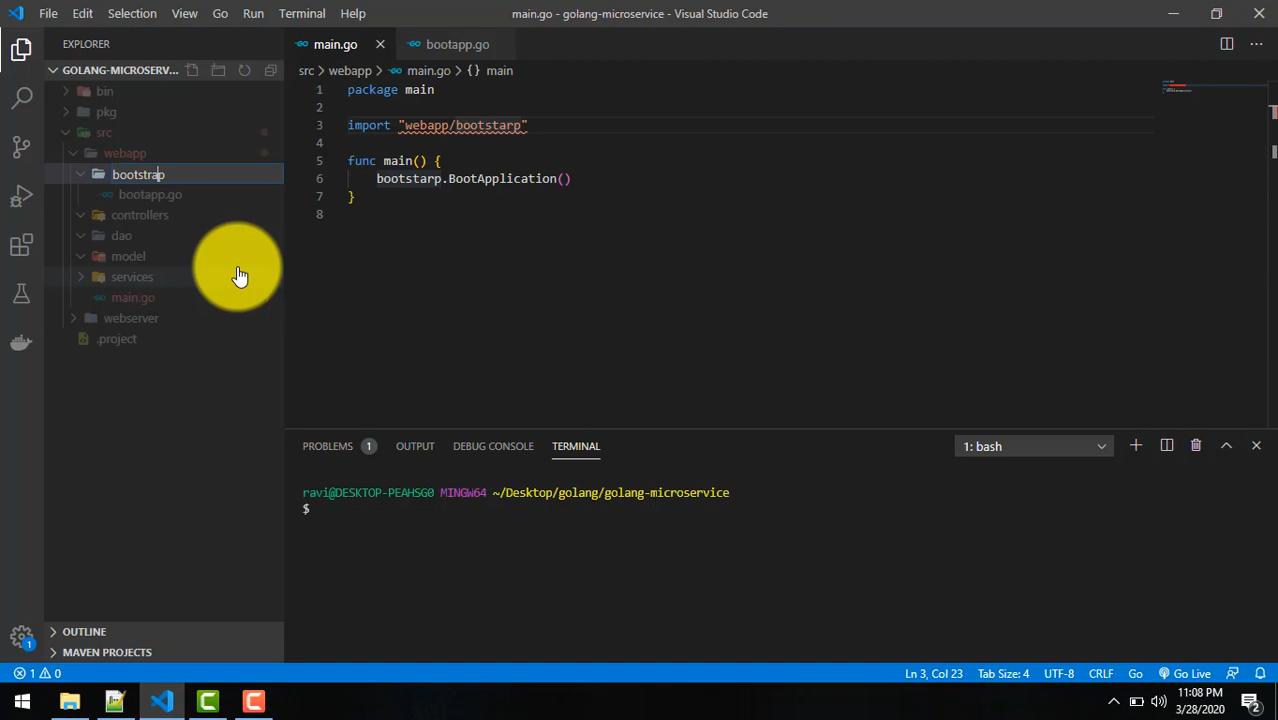 File Edit Selection View Go Run Terminal Help
main.go - golang-microservice - Visual Studio Code
EXPLORER
main.go
bootapp.go
GOLANG-MICROSERV...
src > webapp > main.go > {} main
bin
pkg
src
webapp
bootstrap
bootapp.go
controllers
dao
model
services
main.go
webserver
.project
1 package main
2
3 import "webapp/bootstarp"
4
5 func main() {
6 bootstarp.BootApplication()
7 }
8
PROBLEMS 1 OUTPUT DEBUG CONSOLE TERMINAL
1: bash
ravi@DESKTOP-PEAHSG0 MINGW64 ~/Desktop/golang/golang-microservice
$
OUTLINE
MAVEN PROJECTS
1
1 0
Ln 3, Col 23 Tab Size: 4 UTF-8 CRLF Go Go Live
11:08 PM
3/28/2020
2